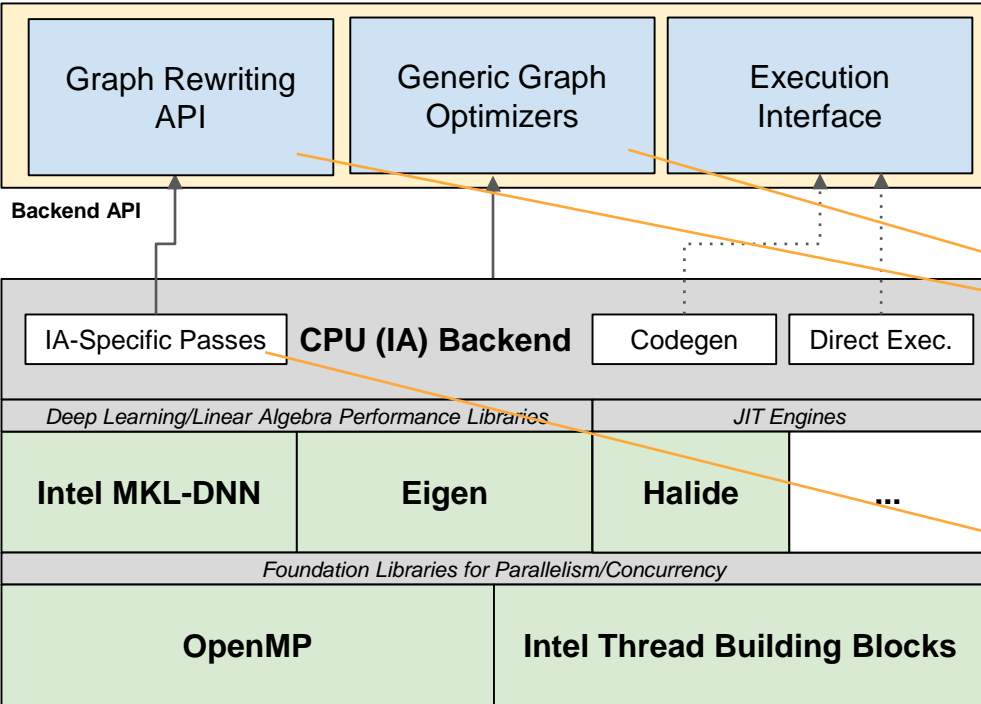 Graph Rewriting
API
Generic Graph
Optimizers
Execution
Interface
Backend API
IA-Specific Passes
CPU (IA) Backend
Codegen
Direct Exec.
Deep Learning/Linear Algebra Performance Libraries
JIT Engines
Intel MKL-DNN
Eigen
Halide
...
Foundation Libraries for Parallelism/Concurrency
OpenMP
Intel Thread Building Blocks